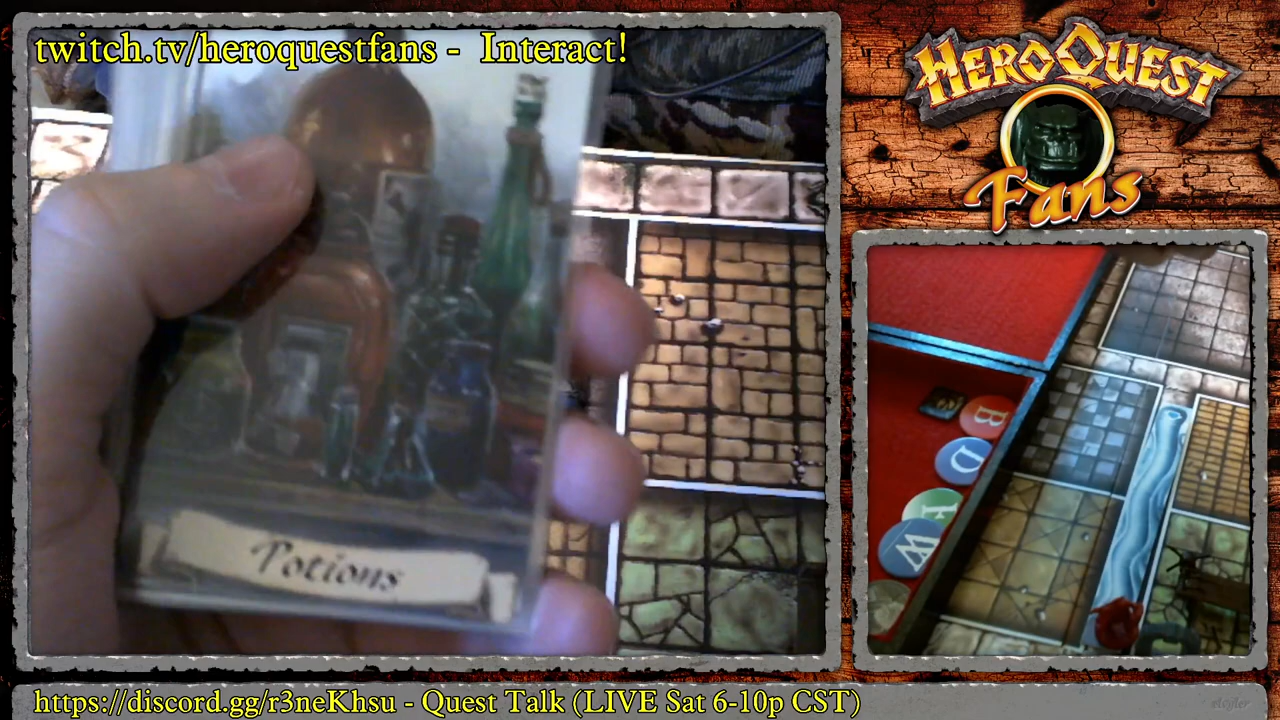 twitch.tv/heroquestfans - Interact!
HEROQUEST
Fans
Potions
B
D
W
https://discord.gg/r3neKhsu - Quest Talk (LIVE Sat 6-10p CST)